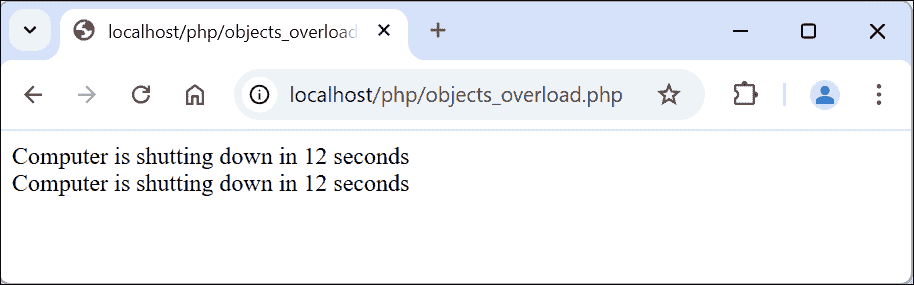 localhost/php/objects_overload
localhost/php/objects_overload.php
Computer is shutting down in 12 seconds
Computer is shutting down in 12 seconds